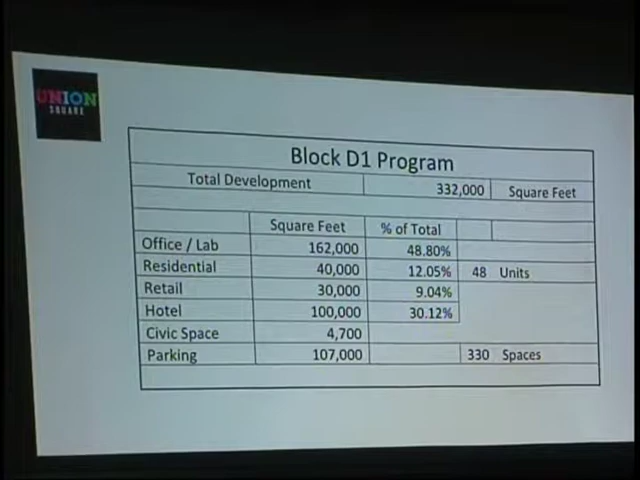 UNION
SQUARE
Block D1 Program
Total Development 332,000 Square Feet
Square Feet % of Total
Office / Lab 162,000 48.80%
Residential 40,000 12.05% 48 Units
Retail 30,000 9.04%
Hotel 100,000 30.12%
Civic Space 4,700
Parking 107,000 330 Spaces